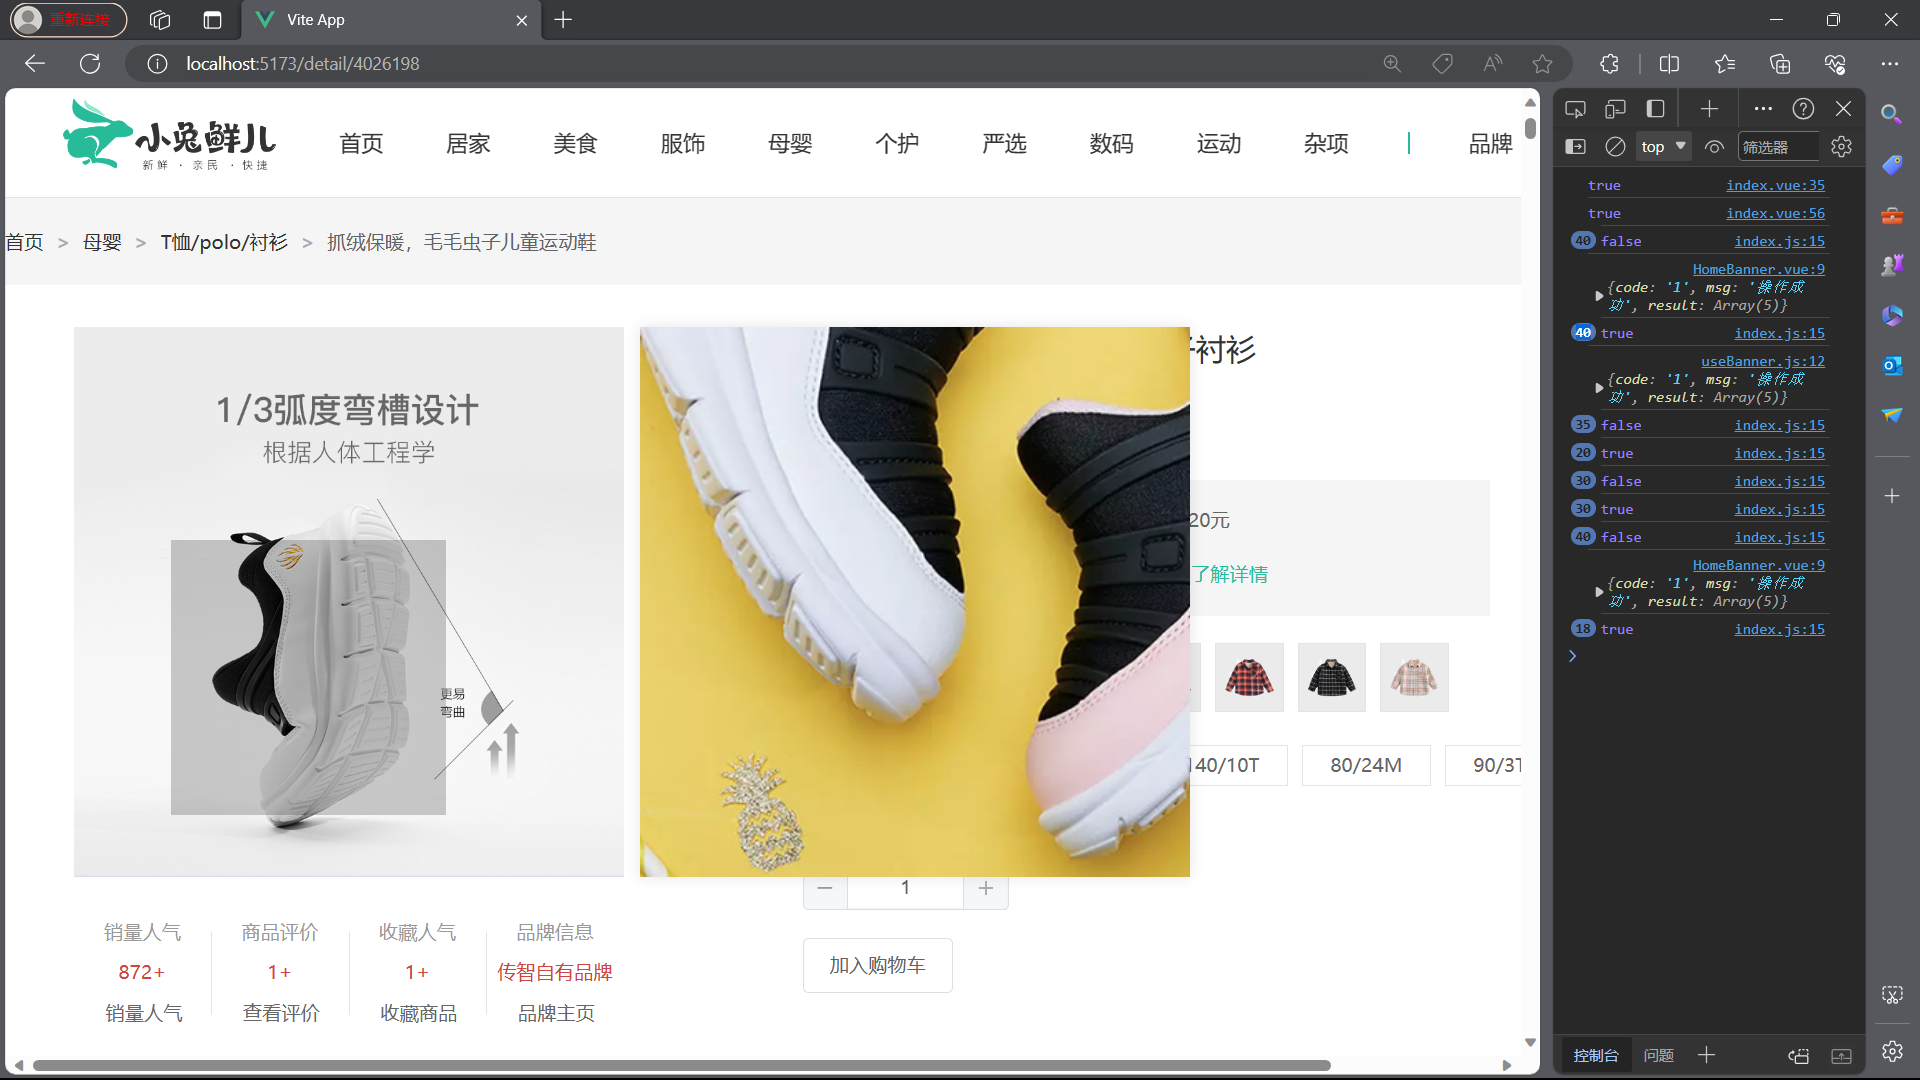 重新连接
Vite App
localhost:5173/detail/4026198
小兔鲜儿
新鲜 · 亲民 · 快捷
首页 居家 美食 服饰 母婴 个护 严选 数码 运动 杂项 | 品牌
首页 > 母婴 > T恤/polo/衬衫 > 抓绒保暖，毛毛虫子儿童运动鞋
1/3弧度弯槽设计
根据人体工程学
更易
弯曲
衬衫
20元
了解详情
140/10T 80/24M 90/3T
1
加入购物车
销量人气 商品评价 收藏人气 品牌信息
872+ 1+ 1+ 传智自有品牌
销量人气 查看评价 收藏商品 品牌主页
top 筛选器
true index.vue:35
true index.vue:56
40 false index.js:15
HomeBanner.vue:9
{code: '1', msg: '操作成
功', result: Array(5)}
40 true index.js:15
useBanner.js:12
{code: '1', msg: '操作成
功', result: Array(5)}
35 false index.js:15
20 true index.js:15
30 false index.js:15
30 true index.js:15
40 false index.js:15
HomeBanner.vue:9
{code: '1', msg: '操作成
功', result: Array(5)}
18 true index.js:15
控制台 问题